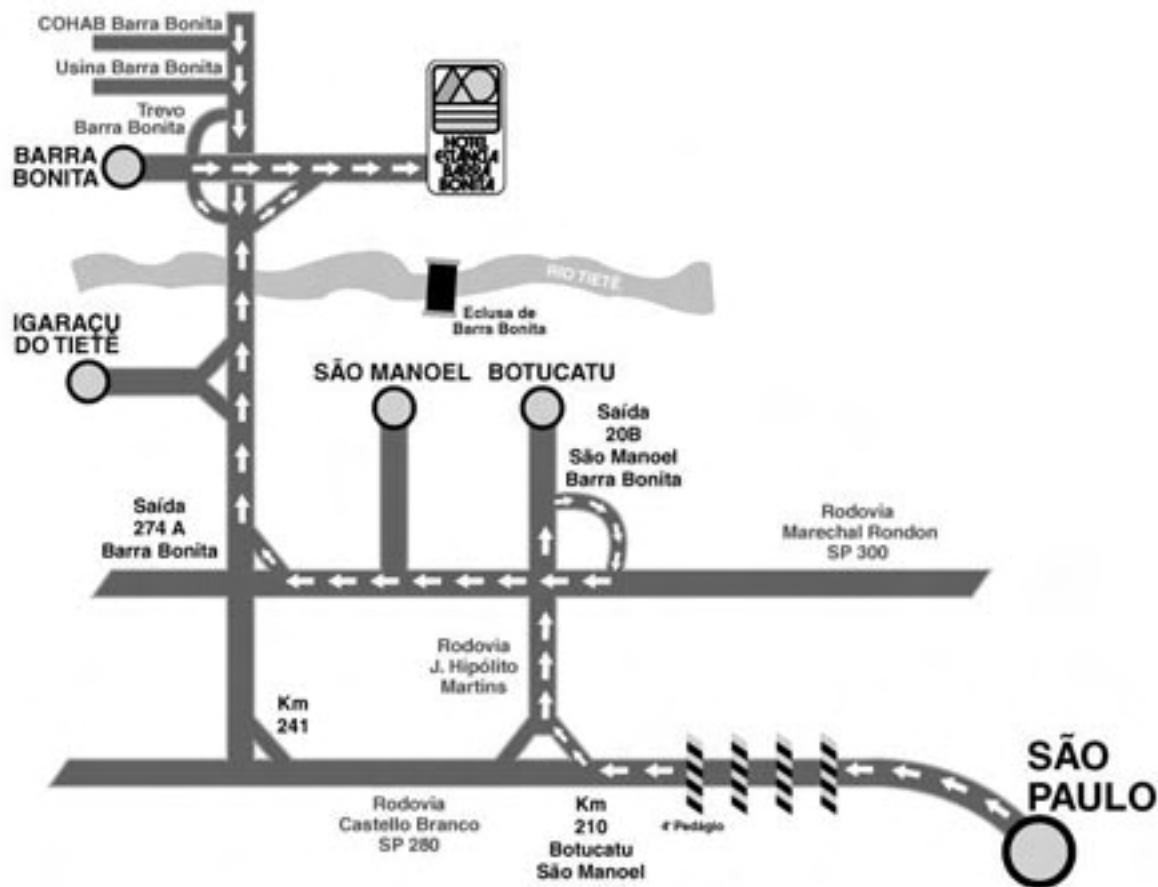 COHAB Barra Bonita
Usina Barra Bonita
Trevo
Barra Bonita
BARRA
BONITA
HOTEL
ESTÂNCIA
BARRA
BONITA
RIO TIETÊ
Eclusa de
Barra Bonita
IGARAÇU
DO TIETÊ
SÃO MANOEL
BOTUCATU
Saída
20B
São Manoel
Barra Bonita
Saída
274 A
Barra Bonita
Rodovia
Marechal Rondon
SP 300
Rodovia
J. Hipólito
Martins
Km
241
SÃO
PAULO
Rodovia
Castello Branco
SP 280
Km
210
Botucatu
São Manoel
4º Pedágio